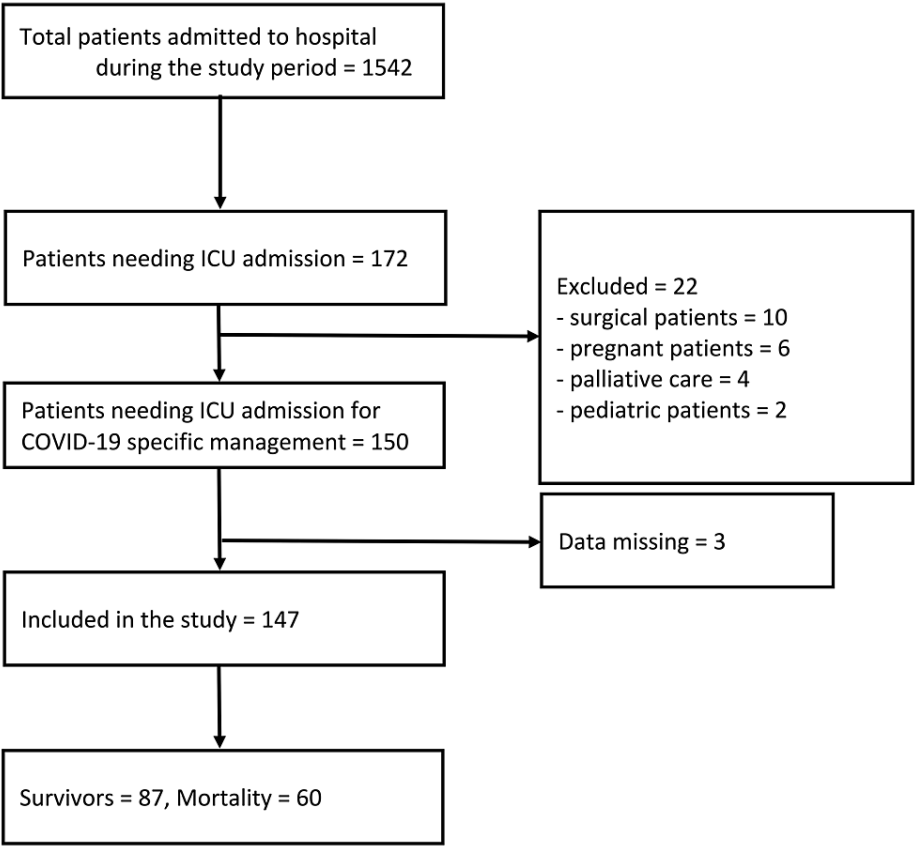 Total patients admitted to hospital
during the study period = 1542
Patients needing ICU admission = 172
Excluded = 22
- surgical patients = 10
- pregnant patients = 6
- palliative care = 4
- pediatric patients = 2
Patients needing ICU admission for
COVID-19 specific management = 150
Data missing = 3
Included in the study = 147
Survivors = 87, Mortality = 60